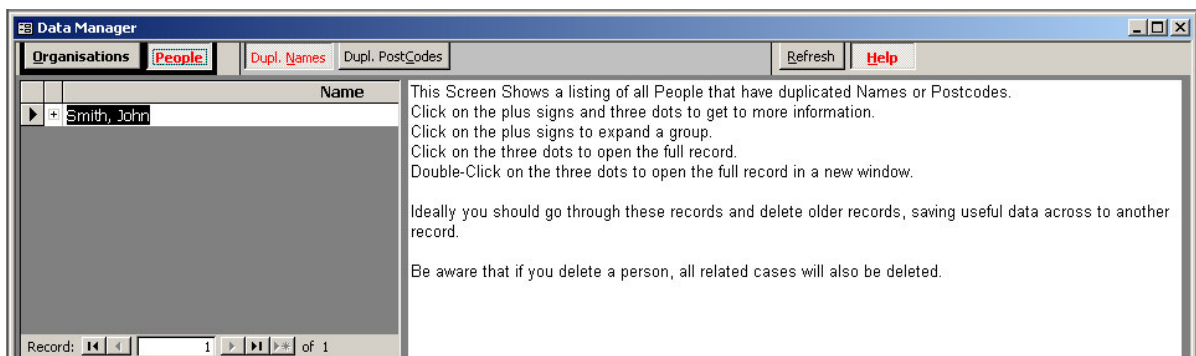 Data Manager
Organisations People Dupl. Names Dupl. PostCodes Refresh Help
Name
Smith, John
This Screen Shows a listing of all People that have duplicated Names or Postcodes.
Click on the plus signs and three dots to get to more information.
Click on the plus signs to expand a group.
Click on the three dots to open the full record.
Double-Click on the three dots to open the full record in a new window.
Ideally you should go through these records and delete older records, saving useful data across to another
record.
Be aware that if you delete a person, all related cases will also be deleted.
Record: 1 of 1